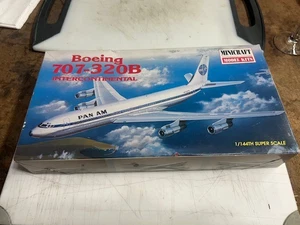 Boeing
707-320B
INTERCONTINENTAL
MINICRAFT
MODEL KITS
PAN AM
1/144TH SUPER SCALE